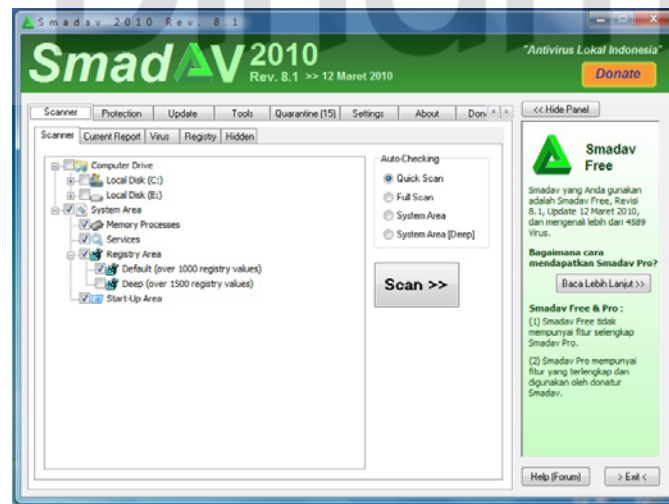 Smadav 2010 Rev. 8.1
SmadAV 2010
Rev. 8.1 >> 12 Maret 2010
"Antivirus Lokal Indonesia"
Donate
Scanner Protection Update Tools Quarantine (15) Settings About Don
<< Hide Panel
Scanner Current Report Virus Registry Hidden
Computer Drive
Local Disk (C:)
Local Disk (E:)
System Area
Memory Processes
Services
Registry Area
Default (over 1000 registry values)
Deep (over 1500 registry values)
Start-Up Area
Auto-Checking
Quick Scan
Full Scan
System Area
System Area [Deep]
Scan >>
Smadav
Free
Smadav yang Anda gunakan
adalah Smadav Free, Revisi
8.1, Update 12 Maret 2010,
dan mengenali lebih dari 4589
Virus.
Bagaimana cara
mendapatkan Smadav Pro?
Baca Lebih Lanjut >>
Smadav Free & Pro :
(1) Smadav Free tidak
mempunyai fitur selengkap
Smadav Pro.
(2) Smadav Pro mempunyai
fitur yang terlengkap dan
digunakan oleh donatur
Smadav.
Help (Forum)
> Exit <